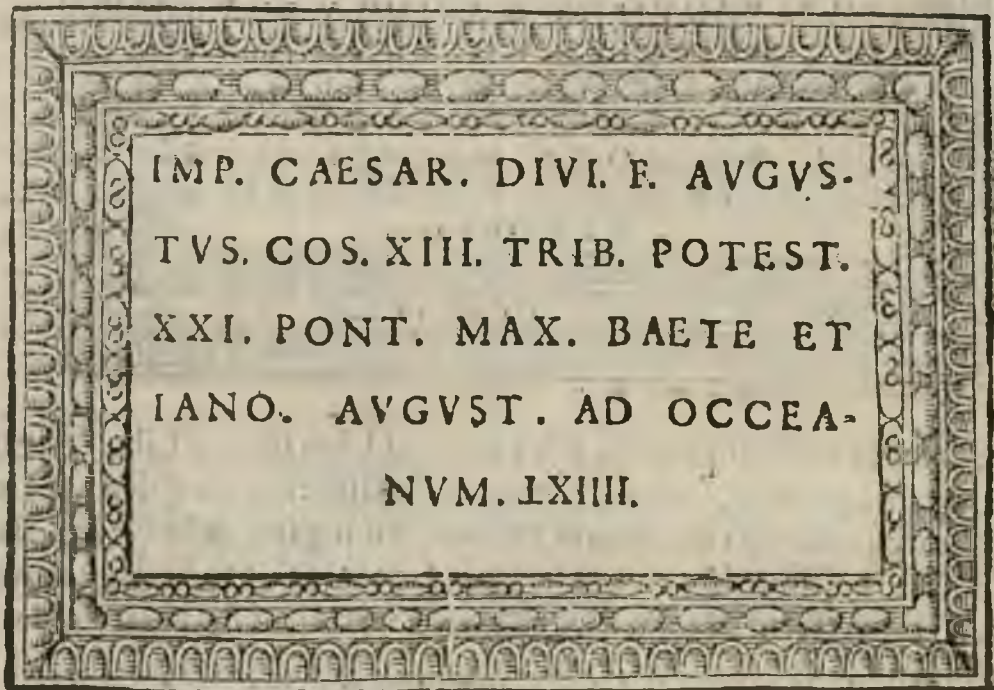 IMP. CAESAR. DIVI. F. AVGVS-
TVS. COS. XIII. TRIB. POTEST.
XXI. PONT. MAX. BAETE ET
IANO. AVGVST. AD OCCEA-
NVM. LXIIII.